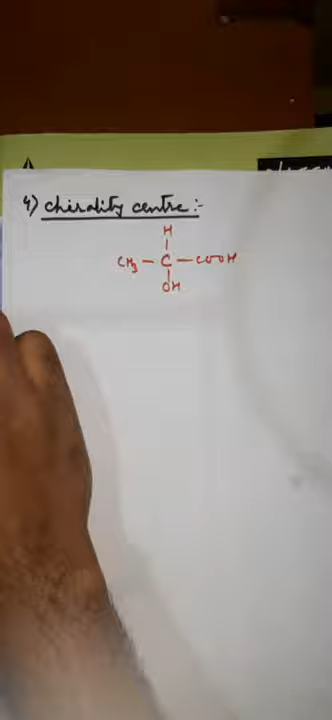 4) chirality centre :-
H
CH3 - C - COOH
OH